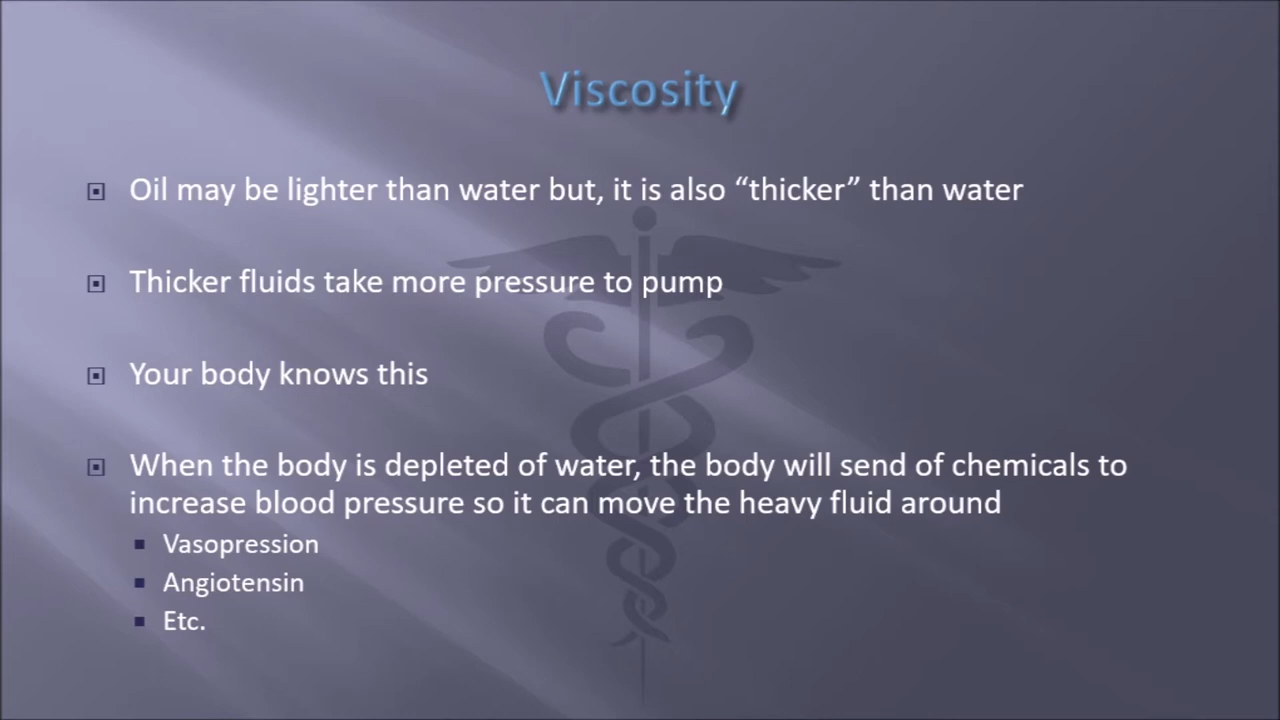 Viscosity
Oil may be lighter than water but, it is also “thicker” than water
Thicker fluids take more pressure to pump
Your body knows this
When the body is depleted of water, the body will send of chemicals to
increase blood pressure so it can move the heavy fluid around
Vasopression
Angiotensin
Etc.